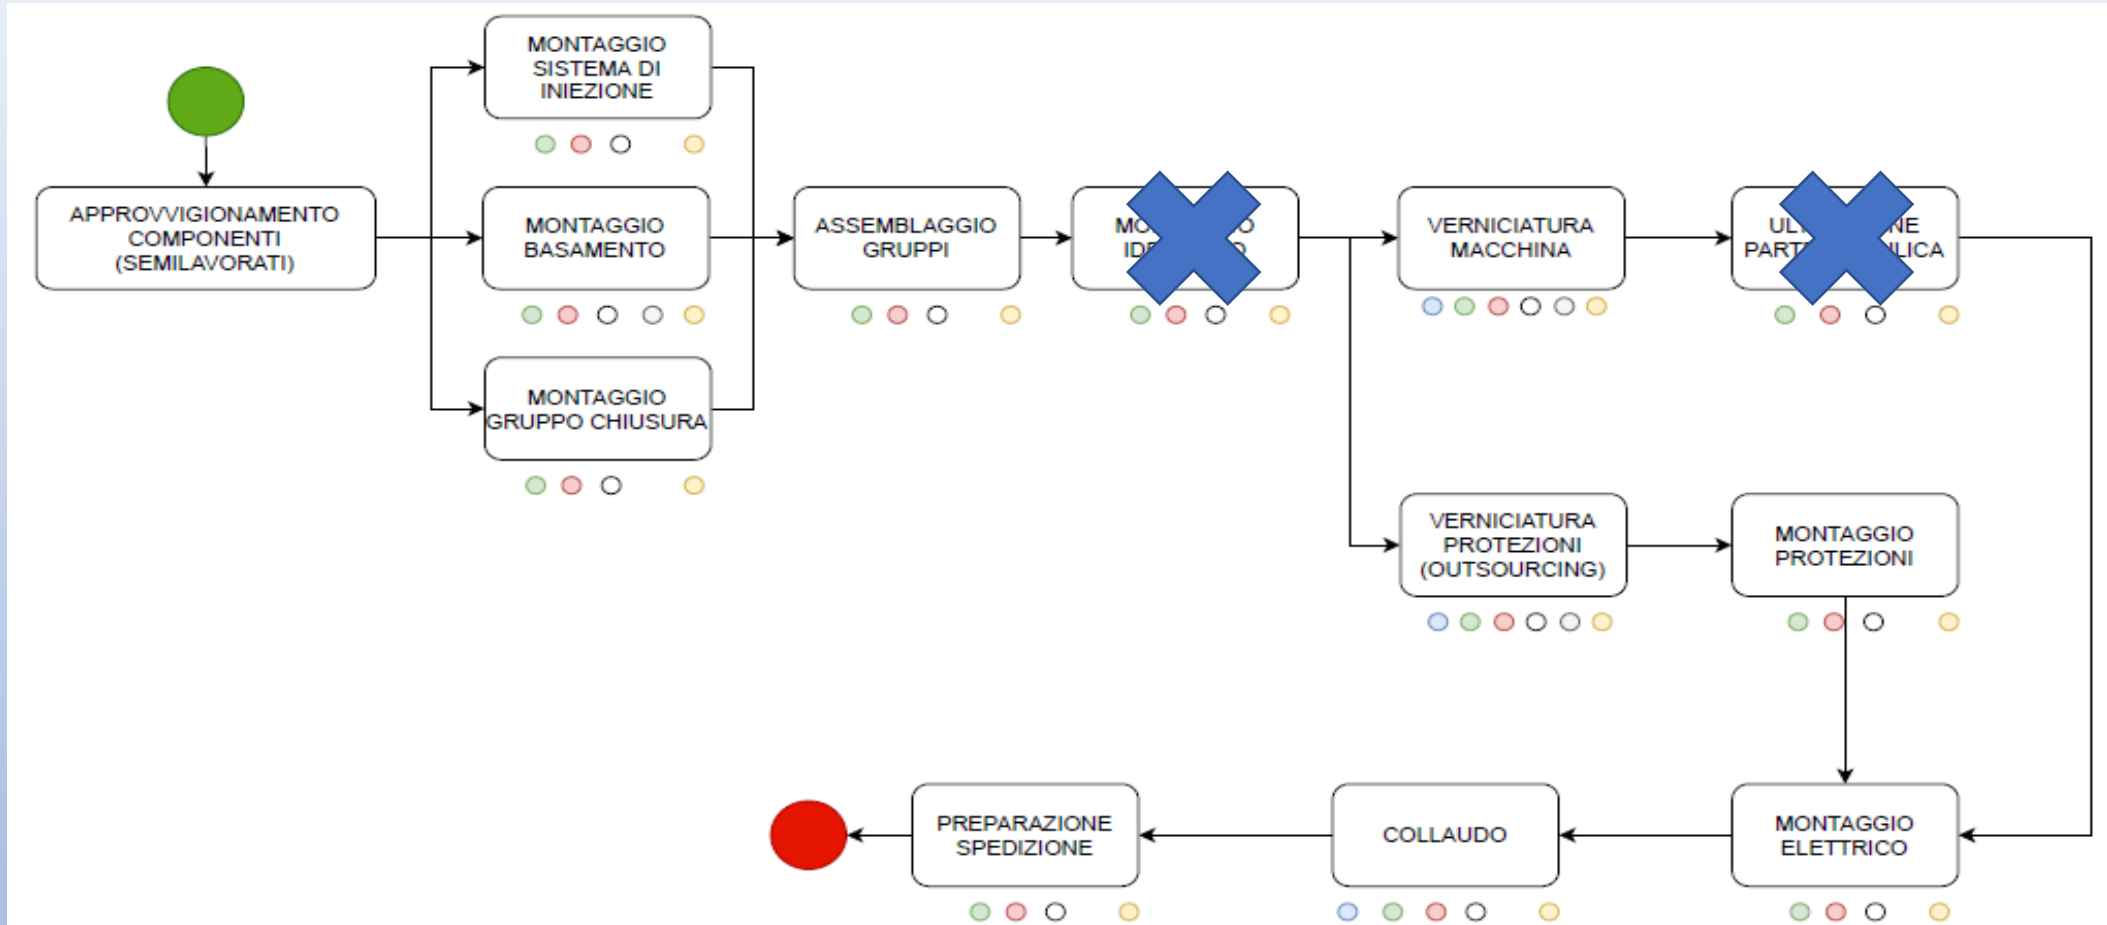 MONTAGGIO
SISTEMA DI
INIEZIONE
APPROVVIGIONAMENTO
COMPONENTI
(SEMILAVORATI)
MONTAGGIO
BASAMENTO
MONTAGGIO
GRUPPO CHIUSURA
ASSEMBLAGGIO
GRUPPI
VERNICIATURA
MACCHINA
VERNICIATURA
PROTEZIONI
(OUTSOURCING)
MONTAGGIO
PROTEZIONI
MONTAGGIO
ELETTRICO
COLLAUDO
PREPARAZIONE
SPEDIZIONE